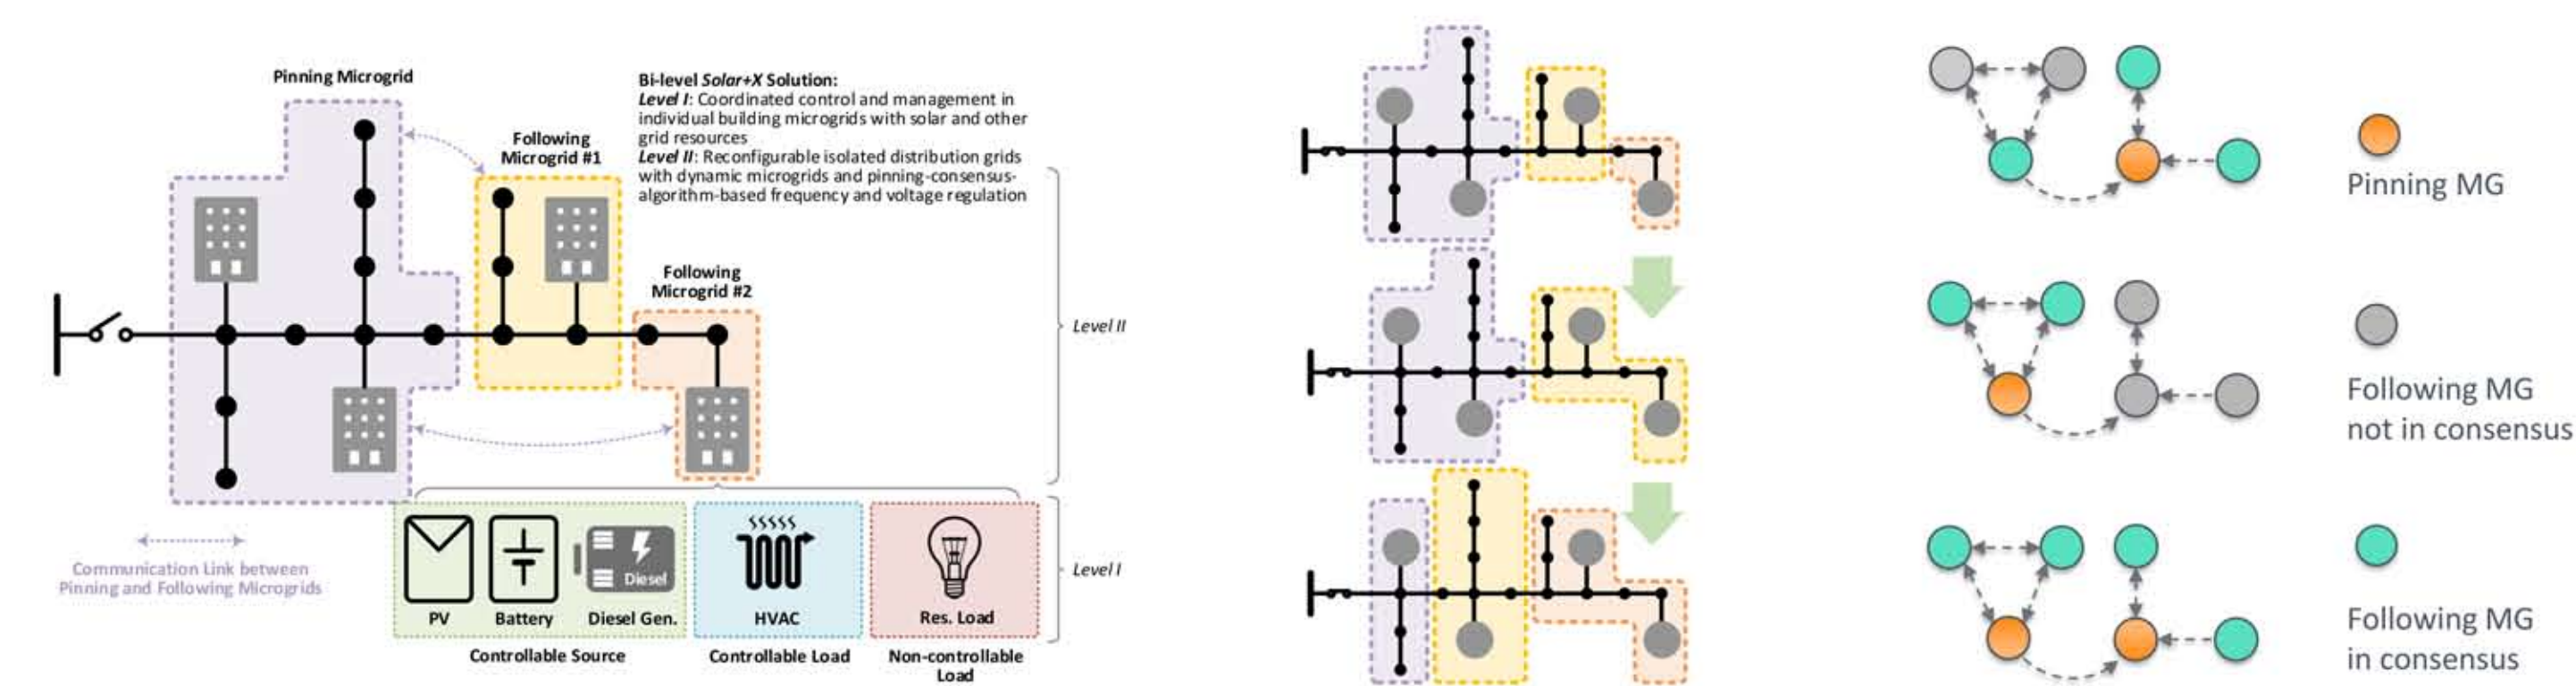 Pinning Microgrid
Following
Microgrid #1
Following
Microgrid #2
Bi-level Solar+X Solution:
Level I: Coordinated control and management in
individual building microgrids with solar and other
grid resources
Level II: Reconfigurable isolated distribution grids
with dynamic microgrids and pinning-consensus-
algorithm-based frequency and voltage regulation
Level II
Communication Link between
Pinning and Following Microgrids
Diesel
PV
Battery
Diesel Gen.
HVAC
Res. Load
Level I
Controllable Source
Controllable Load
Non-controllable
Load
Pinning MG
Following MG
not in consensus
Following MG
in consensus